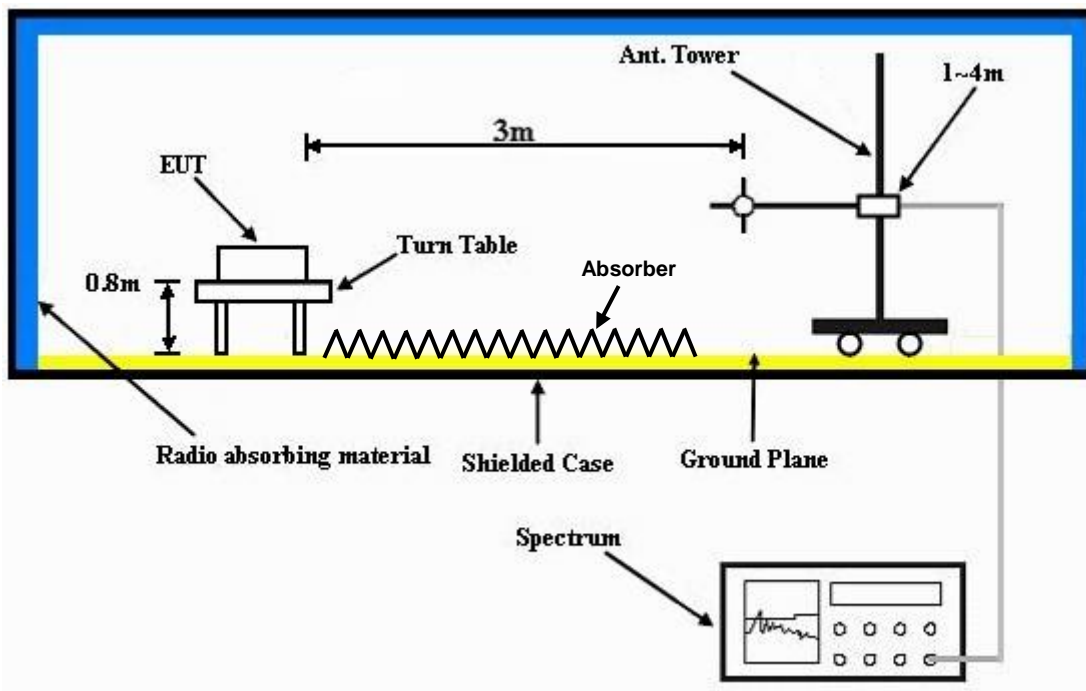 Ant. Tower
1~4m
3m
EUT
Turn Table
Absorber
0.8m
Radio absorbing material
Shielded Case
Ground Plane
Spectrum